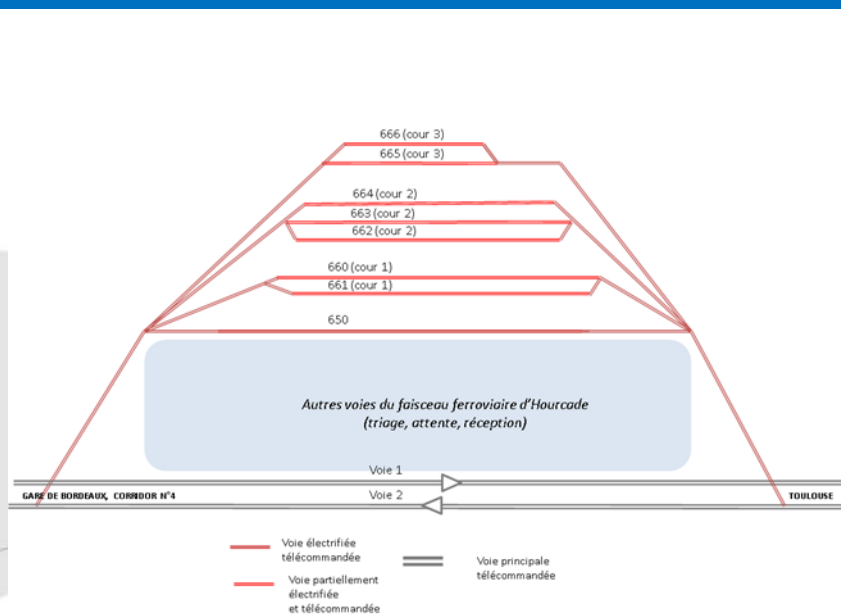 666 (cour 3)
665 (cour 3)
664 (cour 2)
663 (cour 2)
662 (cour 2)
660 (cour 1)
661 (cour 1)
650
Autres voies du faisceau ferroviaire d'Hourcade
(triage, attente, réception)
Voie 1
GARE DE BORDEAUX, CORRIDOR N°4
Voie 2
TOULOUSE
Voie électrifiée
télécommandée
Voie partiellement
électrifiée
et télécommandée
Voie principale
télécommandée